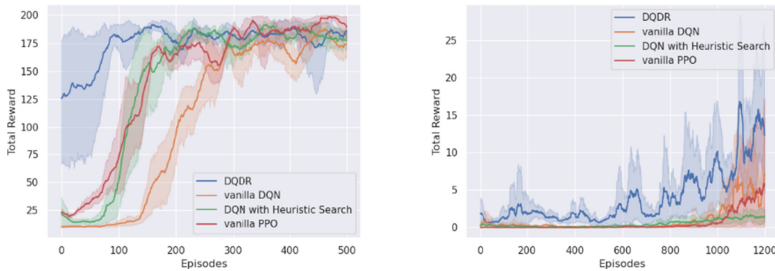 200
175
150
125
100
75
50
25
Total Reward
DQDR
vanilla DQN
DQN with Heuristic Search
vanilla PPO
0
100
200
300
400
500
Episodes
25
20
15
10
5
0
Total Reward
DQDR
vanilla DQN
DQN with Heuristic Search
vanilla PPO
0
200
400
600
800
1000
1200
Episodes